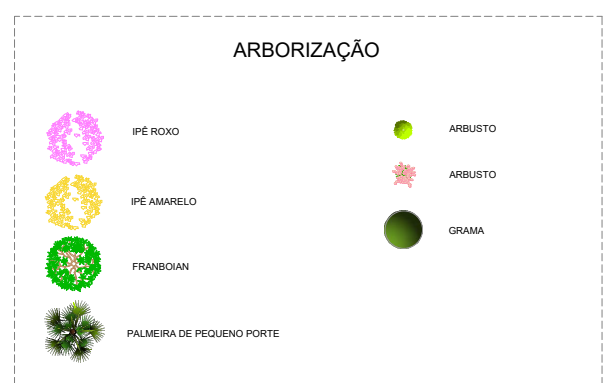 ARBORIZAÇÃO
IPÊ ROXO
IPÊ AMARELO
FRANBOIAN
PALMEIRA DE PEQUENO PORTE
ARBUSTO
ARBUSTO
GRAMA